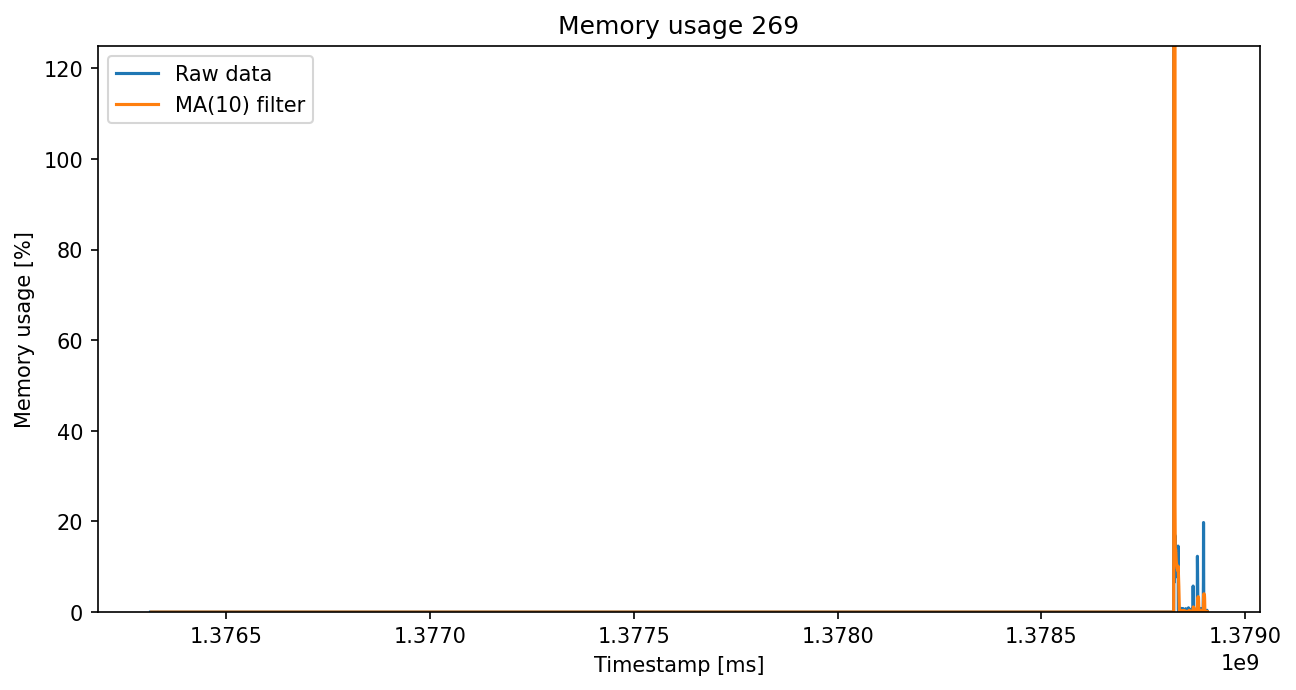 Memory usage 269
Raw data
MA(10) filter
Memory usage [%]
120
100
80
60
40
20
0
1.3765 1.3770 1.3775 1.3780 1.3785 1.3790
1e9
Timestamp [ms]